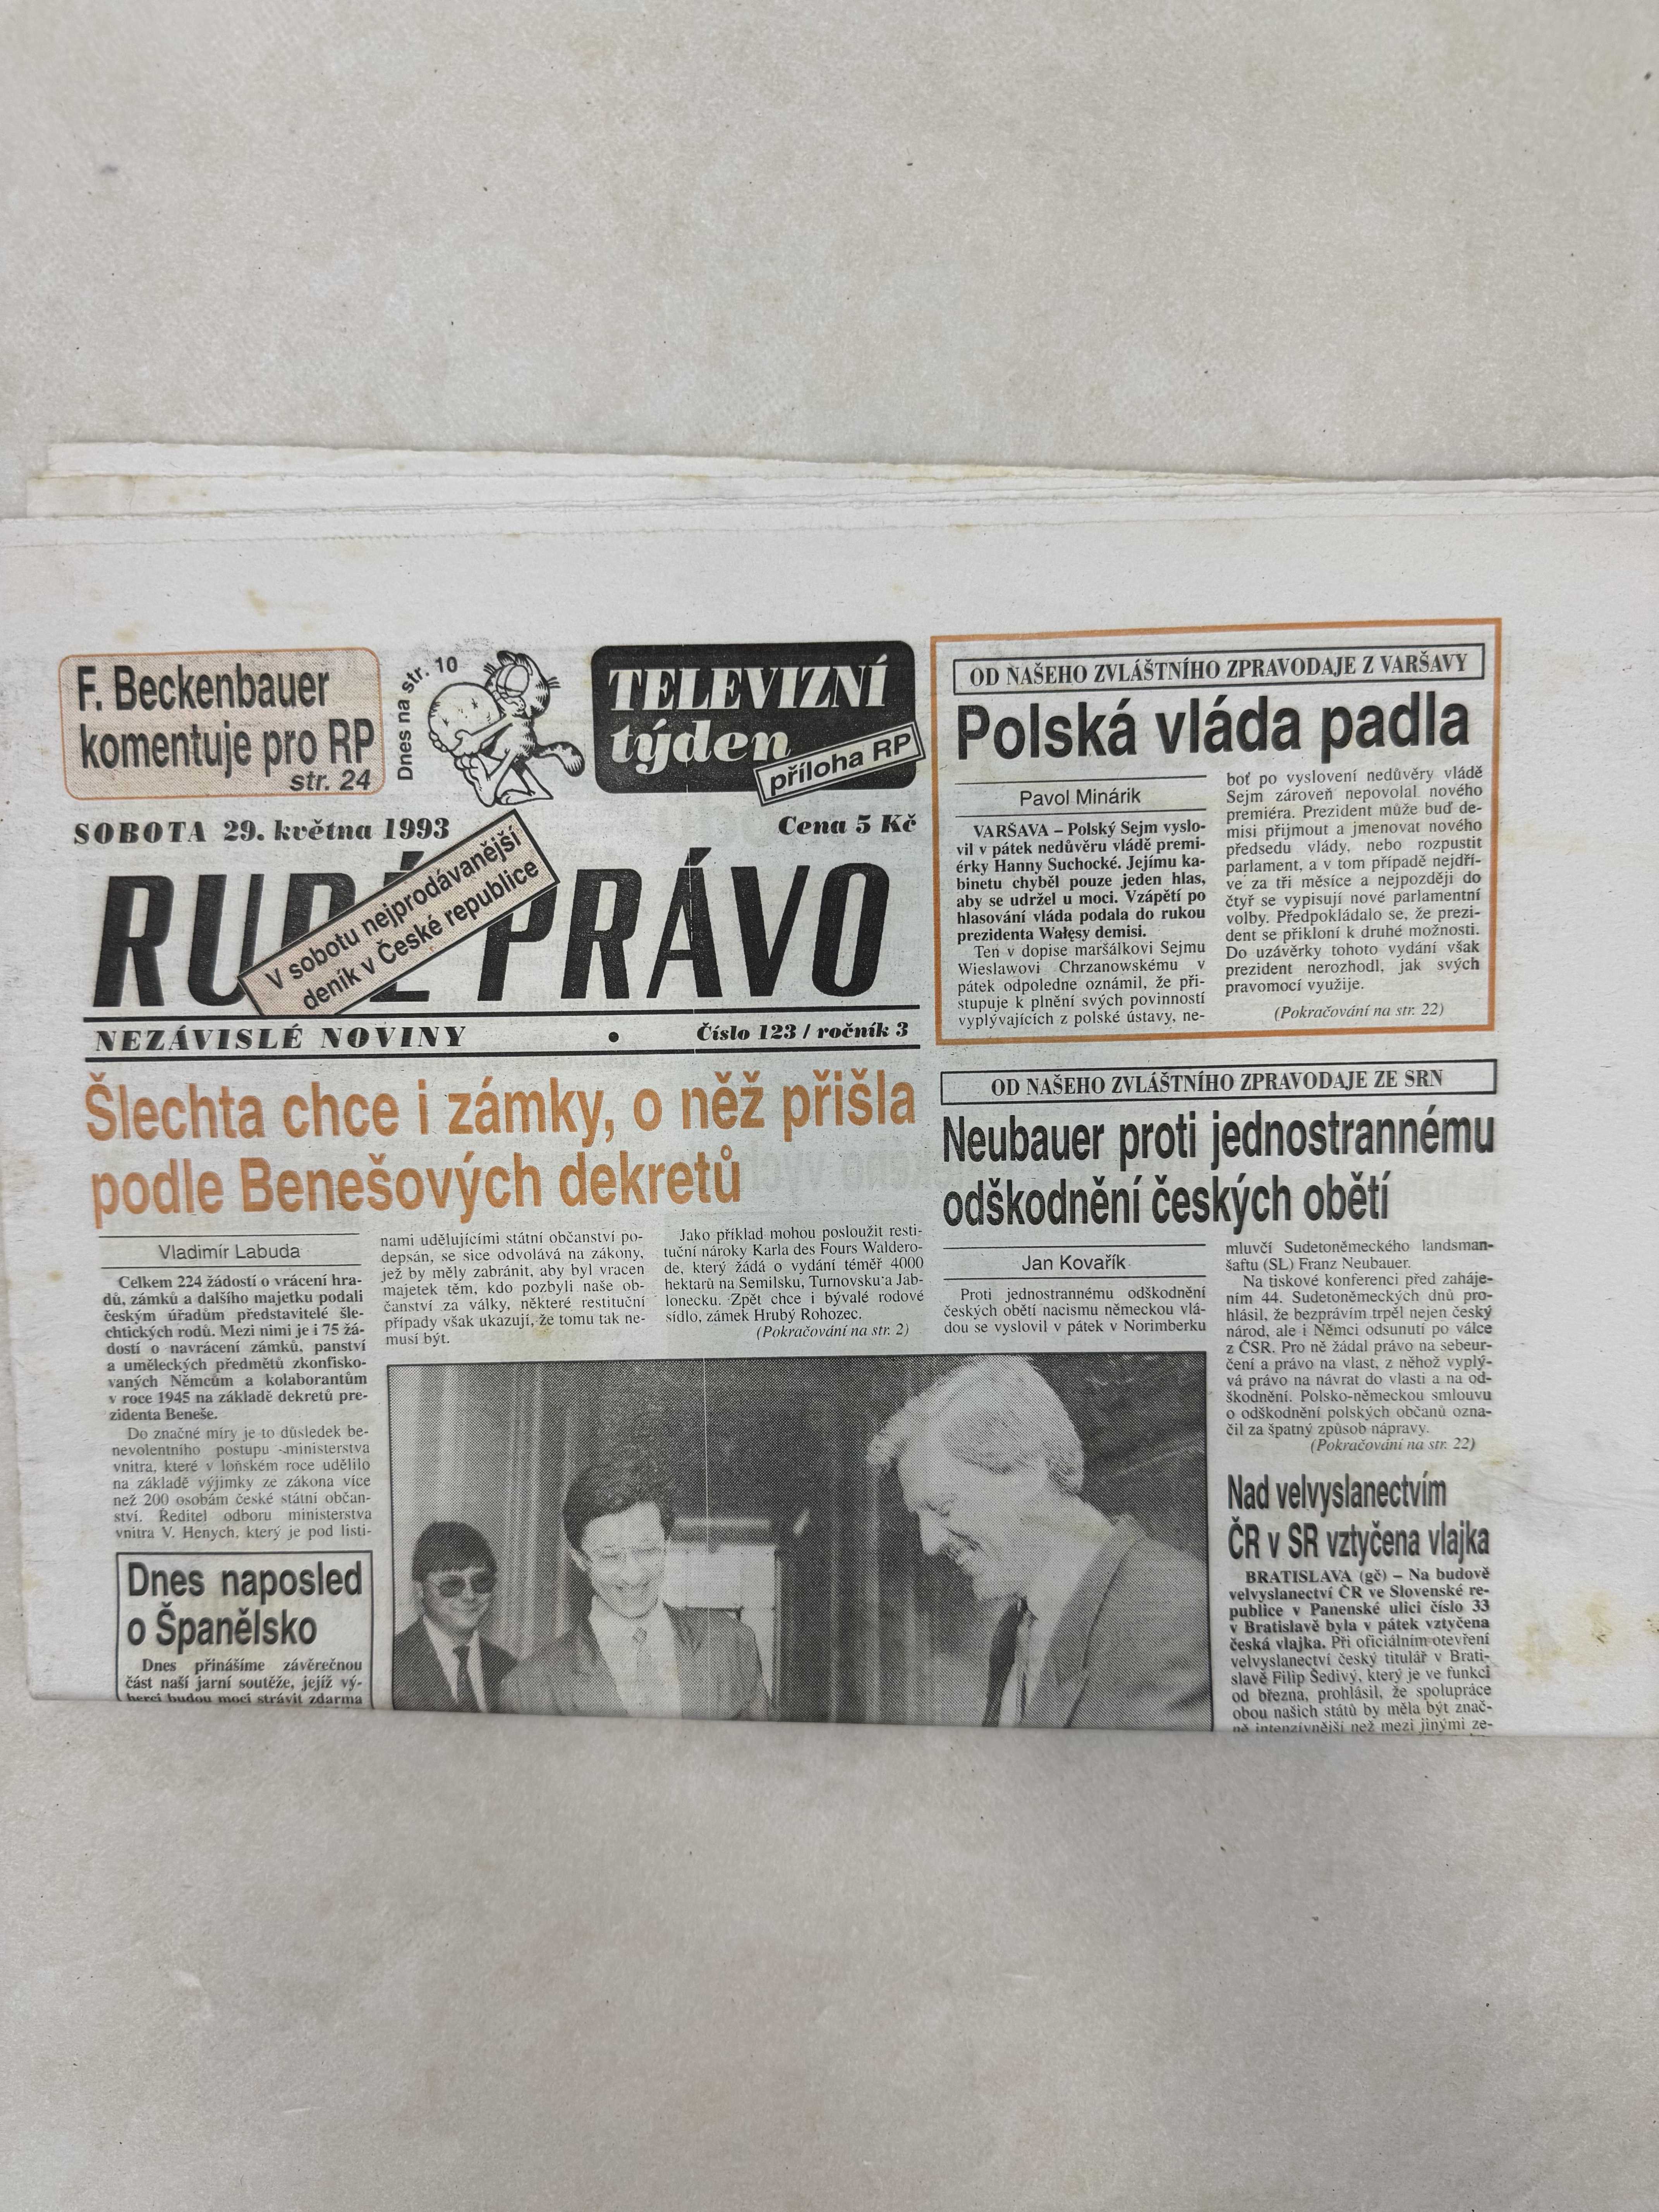 F. Beckenbauer
komentuje pro RP
str. 24
Dnes na str. 10
TELEVIZNÍ
týden
příloha RP
SOBOTA 29. května 1993
Cena 5 Kč
RUDÉ PRÁVO
V sobotu nejprodávanější
deník v České republice
NEZÁVISLÉ NOVINY • Číslo 123 / ročník 3
OD NAŠEHO ZVLÁŠTNÍHO ZPRAVODAJE Z VARŠAVY
Polská vláda padla
Pavol Minárik
VARŠAVA – Polský Sejm vyslo-
vil v pátek nedůvěru vládě premi-
érky Hanny Suchocké. Jejímu ka-
binetu chyběl pouze jeden hlas,
aby se udržel u moci. Vzápětí po
hlasování vláda podala do rukou
prezidenta Wałęsy demisi.
Ten v dopise maršálkovi Sejmu
Wieslawovi Chrzanowskému v
pátek odpoledne oznámil, že při-
stupuje k plnění svých povinností
vyplývajících z polské ústavy, ne-
boť po vyslovení nedůvěry vládě
Sejm zároveň nepovolal nového
premiéra. Prezident může buď de-
misi přijmout a jmenovat nového
předsedu vlády, nebo rozpustit
parlament, a v tom případě nejdří-
ve za tři měsíce a nejpozději do
čtyř se vypisují nové parlamentní
volby. Předpokládalo se, že prezi-
dent se přikloní k druhé možnosti.
Do uzávěrky tohoto vydání však
prezident nerozhodl, jak svých
pravomocí využije.
(Pokračování na str. 22)
Šlechta chce i zámky, o něž přišla
podle Benešových dekretů
Vladimír Labuda
Celkem 224 žádostí o vrácení hra-
dů, zámků a dalšího majetku podali
českým úřadům představitelé šle-
chtických rodů. Mezi nimi je i 75 žá-
dostí o navrácení zámků, panství
a uměleckých předmětů zkonfisko-
vaných Němcům a kolaborantům
v roce 1945 na základě dekretů pre-
zidenta Beneše.
Do značné míry je to důsledek be-
nevolentního postupu ministerstva
vnitra, které v loňském roce udělilo
na základě výjimky ze zákona více
než 200 osobám české státní občan-
ství. Ředitel odboru ministerstva
vnitra V. Henych, který je pod listi-
nami udělujícími státní občanství po-
depsán, se sice odvolává na zákony,
jež by měly zabránit, aby byl vracen
majetek těm, kdo pozbyli naše ob-
čanství za války, některé restituční
případy však ukazují, že tomu tak ne-
musí být.
Jako příklad mohou posloužit resti-
tuční nároky Karla des Fours Waldero-
de, který žádá o vydání téměř 4000
hektarů na Semilsku, Turnovsku a Jab-
lonecku. Zpět chce i bývalé rodové
sídlo, zámek Hrubý Rohozec.
(Pokračování na str. 2)
OD NAŠEHO ZVLÁŠTNÍHO ZPRAVODAJE ZE SRN
Neubauer proti jednostrannému
odškodnění českých obětí
Jan Kovařík
Proti jednostrannému odškodnění
českých obětí nacismu německou vlá-
dou se vyslovil v pátek v Norimberku
mluvčí Sudetoněmeckého landsman-
šaftu (SL) Franz Neubauer.
Na tiskové konferenci před zaháje-
ním 44. Sudetoněmeckých dnů pro-
hlásil, že bezprávím trpěl nejen český
národ, ale i Němci odsunutí po válce
z ČSR. Pro ně žádal právo na sebeur-
čení a právo na vlast, z něhož vyplý-
vá právo na návrat do vlasti a na od-
škodnění. Polsko-německou smlouvu
o odškodnění polských občanů ozna-
čil za špatný způsob nápravy.
(Pokračování na str. 22)
Nad velvyslanectvím
ČR v SR vztyčena vlajka
BRATISLAVA (gč) – Na budově
velvyslanectví ČR ve Slovenské re-
publice v Panenské ulici číslo 33
v Bratislavě byla v pátek vztyčena
česká vlajka. Při oficiálním otevření
velvyslanectví český titulář v Brati-
slavě Filip Šedivý, který je ve funkci
od března, prohlásil, že spolupráce
obou našich států by měla být znač-
ně intenzívnější než mezi jinými ze-
Dnes naposled
o Španělsko
Dnes přinášíme závěrečnou
část naší jarní soutěže, jejíž vý-
herci budou moci strávit zdarma